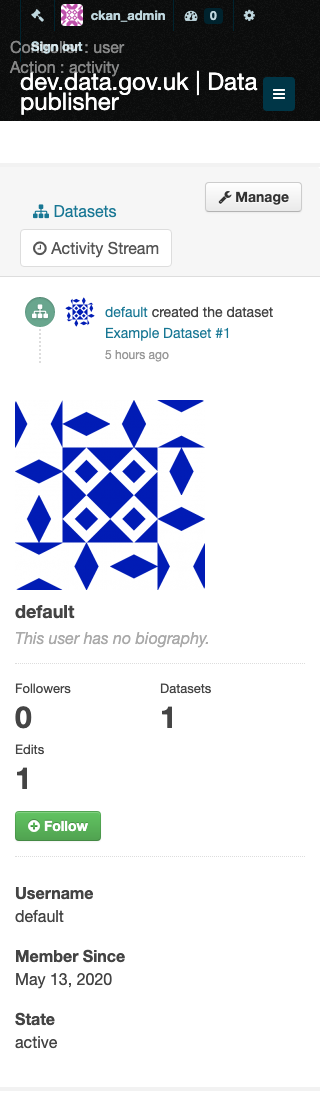 ckan_admin 0
Controller : user
Sign out
Action : activity
dev.data.gov.uk | Data
publisher
Manage
Datasets
Activity Stream
default created the dataset
Example Dataset #1
5 hours ago
default
This user has no biography.
Followers Datasets
0 1
Edits
1
Follow
Username
default
Member Since
May 13, 2020
State
active